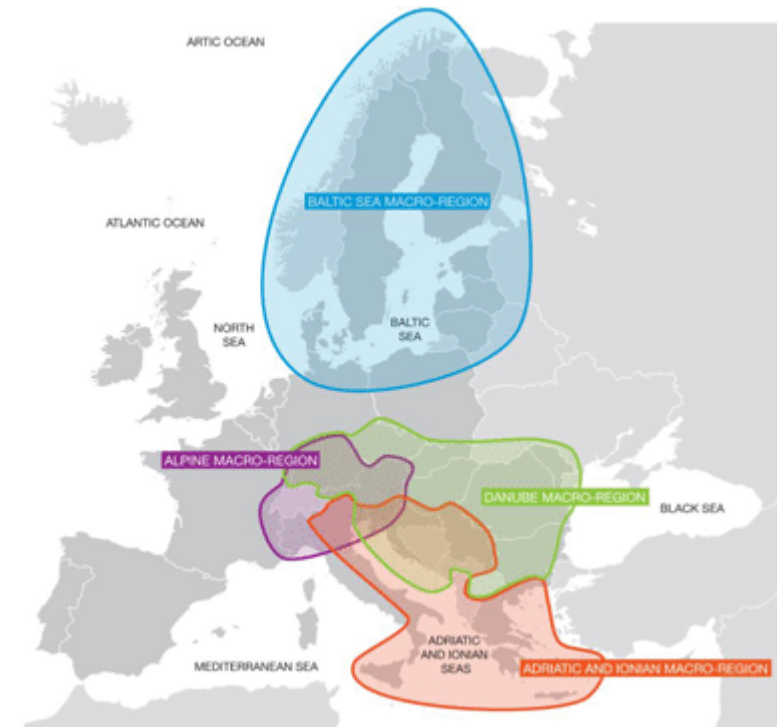 ARTIC OCEAN
BALTIC SEA MACRO-REGION
ATLANTIC OCEAN
NORTH
SEA
BALTIC
SEA
ALPINE MACRO-REGION
DANUBE MACRO-REGION
BLACK SEA
ADRIATIC
AND IONIAN
SEAS
MEDITERRANEAN SEA
ADRIATIC AND IONIAN MACRO-REGION